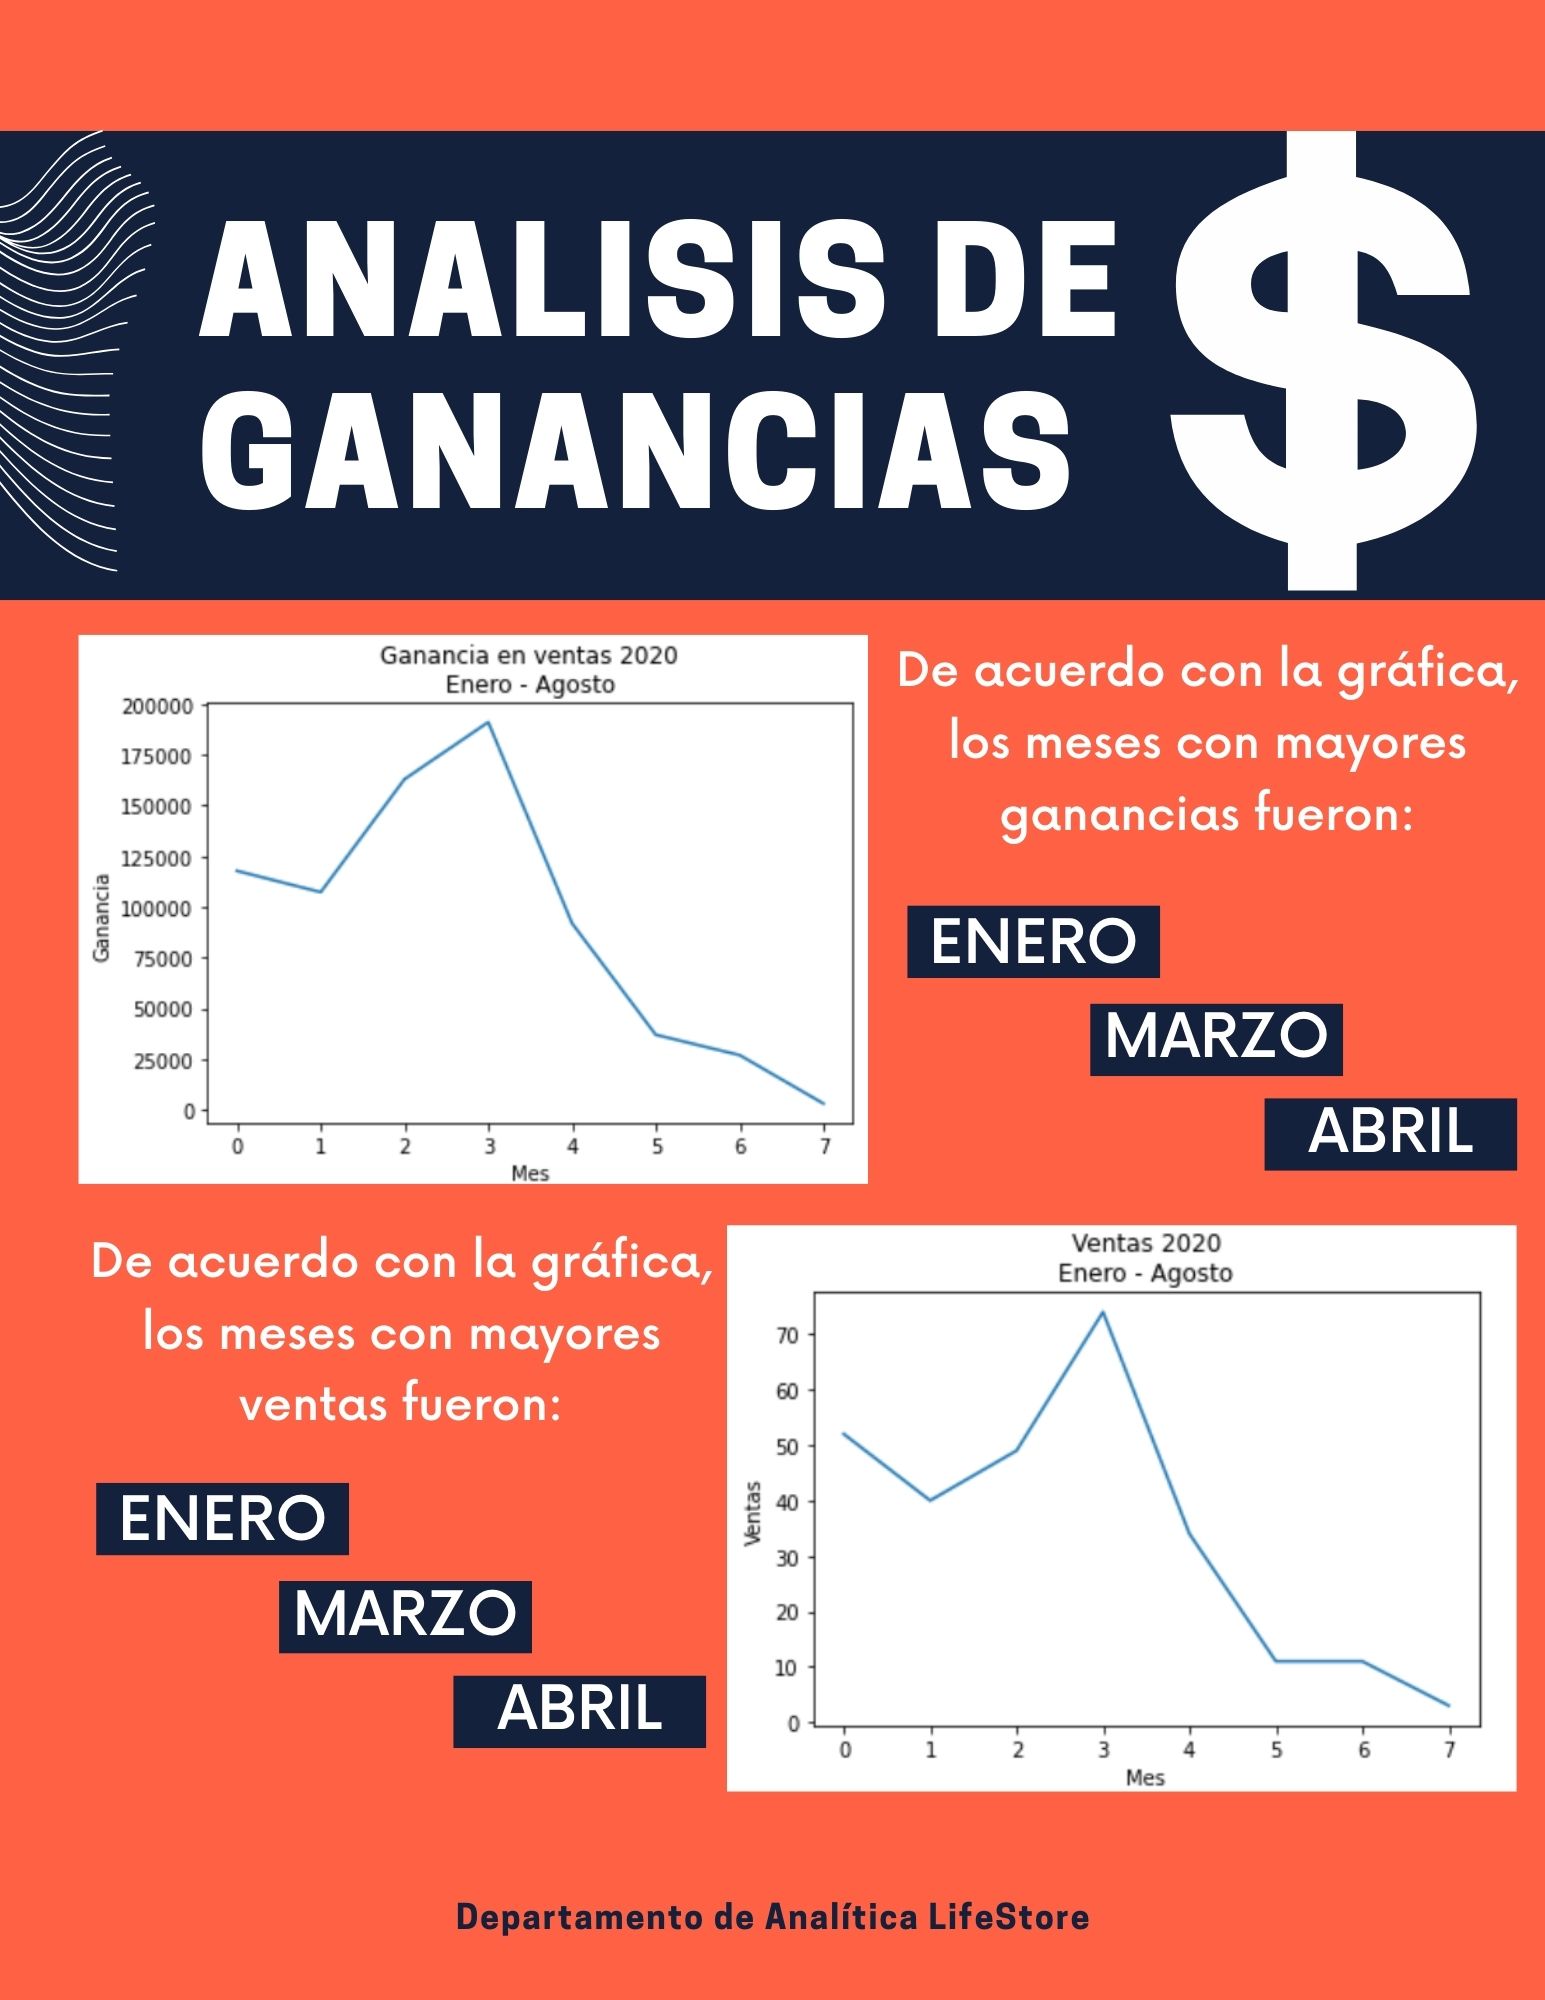 ANALISIS DE
GANANCIAS
$
Ganancia en ventas 2020
Enero - Agosto
200000
175000
150000
125000
100000
75000
50000
25000
0
Ganancia
0 1 2 3 4 5 6 7
Mes
De acuerdo con la gráfica,
los meses con mayores
ganancias fueron:
ENERO
MARZO
ABRIL
De acuerdo con la gráfica,
los meses con mayores
ventas fueron:
ENERO
MARZO
ABRIL
Ventas 2020
Enero - Agosto
70
60
50
40
30
20
10
0
Ventas
0 1 2 3 4 5 6 7
Mes
Departamento de Analítica LifeStore